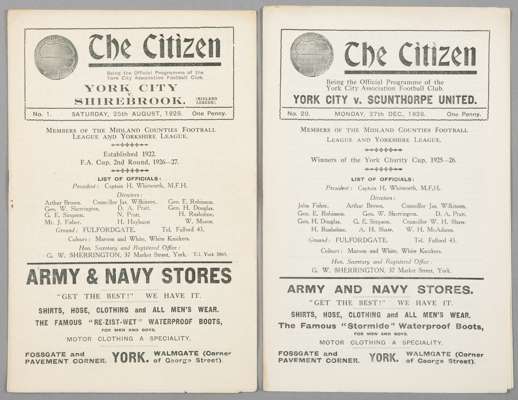 The Citizen
Being the Official Programme of the
York City Association Football Club.
YORK CITY
v.
SHIREBROOK. (MIDLAND LEAGUE).
No. 1. SATURDAY, 25th AUGUST, 1928. One Penny.
MEMBERS OF THE MIDLAND COUNTIES FOOTBALL
LEAGUE AND YORKSHIRE LEAGUE.
Established 1922.
F.A. Cup, 2nd Round, 1926-27.
LIST OF OFFICIALS:
President: Captain H. Whitworth, M.F.H.
Directors:
Arthur Brown. Councillor Jas. W. Birkines. Geo. E. Robinson.
Geo. W. Sherrington. D. A. Pratt. Geo. H. Douglas.
G. E. Simpson. N. Pratt. H. Rusholme.
Mr. J. Fisher. H. Hopkins W. Mason.
Ground: FULFORDGATE. Tel. Fulford 43.
Colours: Maroon and White, White Knickers.
Hon. Secretary and Registered Office:
G. W. SHERRINGTON, 37 Market Street, York.
ARMY & NAVY STORES
"GET THE BEST!" WE HAVE IT.
SHIRTS, HOSE, CLOTHING and ALL MEN'S WEAR.
THE FAMOUS "RE-ZIST-WET" WATERPROOF BOOTS,
FOR MEN AND BOYS.
MOTOR CLOTHING A SPECIALITY.
FOSSGATE and PAVEMENT CORNER. YORK. WALMGATE (Corner of George Street).
The Citizen
Being the Official Programme of the
York City Association Football Club.
YORK CITY v. SCUNTHORPE UNITED.
No. 20. MONDAY, 27th DEC., 1926. One Penny.
MEMBERS OF THE MIDLAND COUNTIES FOOTBALL
LEAGUE AND YORKSHIRE LEAGUE.
Winners of the York Charity Cup, 1925-26.
LIST OF OFFICIALS:
President: Captain H. Whitworth, M.F.H.
Directors:
John Fisher. Arthur Brown. Councillor Jas. W. Birkines.
Geo. E. Robinson. Geo. W. Sherrington. D. A. Pratt.
Geo. H. Douglas. G. E. Simpson. Councillor W. H. Shaw.
H. Rusholme. A. H. Shaw. W. H. McAdams.
Ground: FULFORDGATE. Tel. Fulford 43.
Colours: Maroon and White, White Knickers.
Hon. Secretary and Registered Office:
G. W. SHERRINGTON, 37 Market Street, York.
ARMY AND NAVY STORES.
"GET THE BEST!" WE HAVE IT.
SHIRTS, HOSE, CLOTHING and ALL MEN'S WEAR.
The Famous "Stormide" Waterproof Boots,
FOR MEN AND BOYS.
MOTOR CLOTHING A SPECIALITY.
FOSSGATE and PAVEMENT CORNER. YORK. WALMGATE (Corner of George Street).